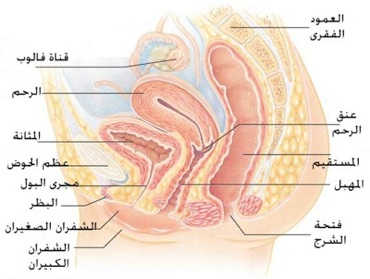 العمود
الفقرى
قناة فالوب
الرحم
عنق
الرحم
المثانة
عظم الحوض
المستقيم
مجرى البول
المهبل
البظر
الشفران الصغيران
فتحة
الشرج
الشفران
الكبيران